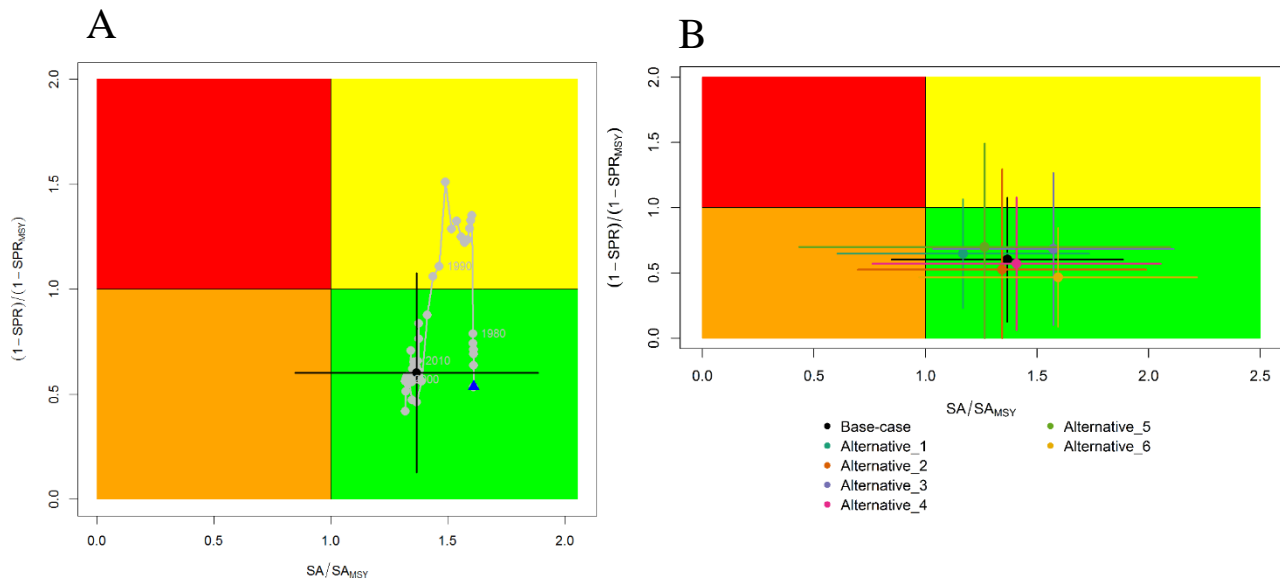 A
2.0
1.5
1.0
0.5
0.0
(1−SPR)/(1−SPR_MSY)
1990
1980
2010
0.0 0.5 1.0 1.5 2.0
SA/SA_MSY
B
2.0
1.5
1.0
0.5
0.0
(1−SPR)/(1−SPR_MSY)
0.0 0.5 1.0 1.5 2.0 2.5
SA/SA_MSY
Base-case
Alternative_1
Alternative_2
Alternative_3
Alternative_4
Alternative_5
Alternative_6